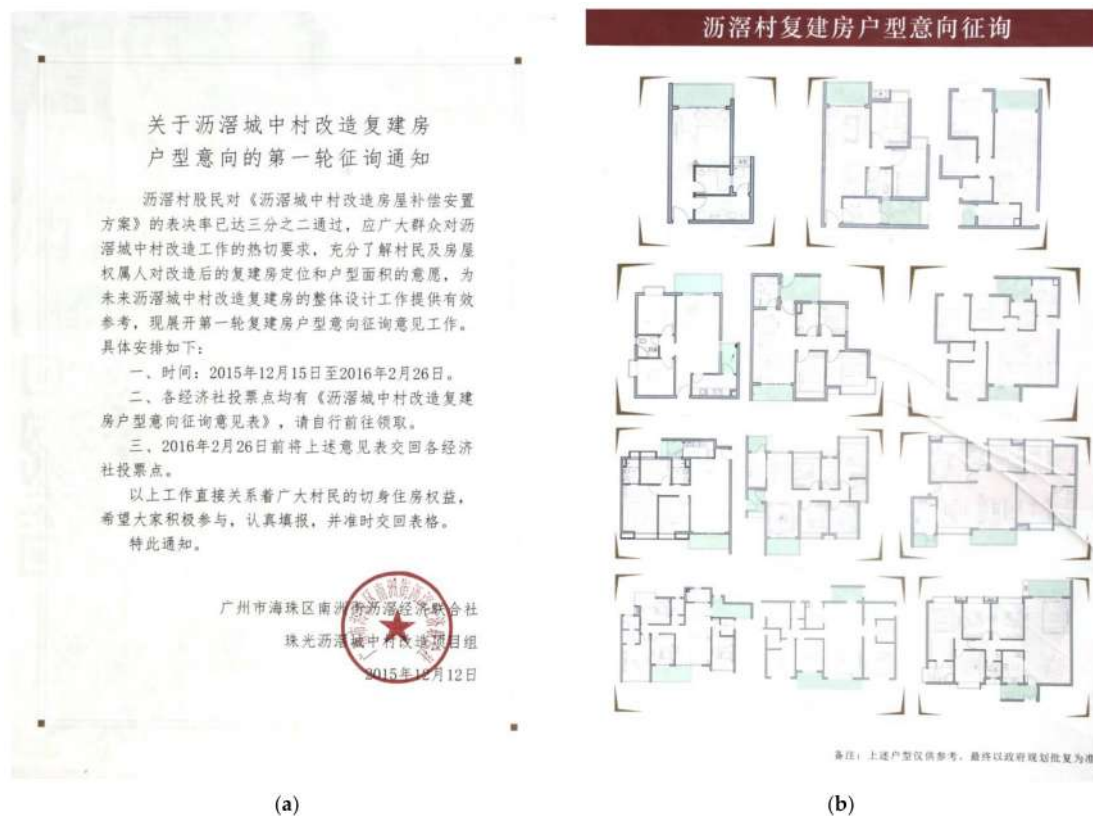 关于沥滘城中村改造复建房
户型意向的第一轮征询通知
沥滘村股民对《沥滘城中村改造房屋补偿安置
方案》的表决率已达三分之二通过，应广大群众对沥
滘城中村改造工作的热切要求，充分了解村民及房屋
权属人对改造后的复建房定位和户型面积的意愿，为
未来沥滘城中村改造复建房的整体设计工作提供有效
参考，现展开第一轮复建房户型意向征询意见工作。
具体安排如下：
一、时间：2015年12月15日至2016年2月26日。
二、各经济社投票点均有《沥滘城中村改造复建
房户型意向征询意见表》，请自行前往领取。
三、2016年2月26日前将上述意见表交回各经济
社投票点。
以上工作直接关系着广大村民的切身住房权益，
希望大家积极参与，认真填报，并准时交回表格。
特此通知。
广州市海珠区南洲街沥滘经济联合社
珠光沥滘城中村改造项目组
2015年12月12日
(a)
沥滘村复建房户型意向征询
备注：上述户型仅供参考，最终以政府规划批复为准
(b)